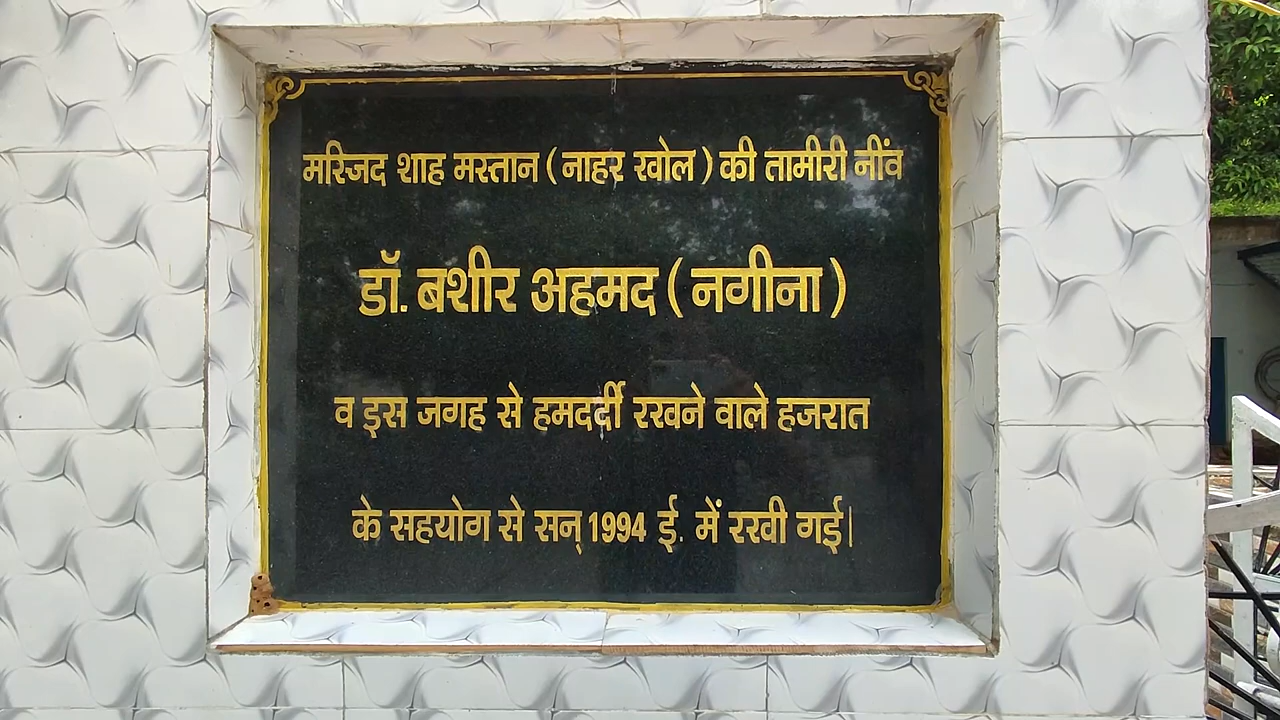 मस्जिद शाह मस्तान (नाहर खोल) की तामीरी नींव
डॉ. बशीर अहमद (नगीना)
व इस जगह से हमदर्दी रखने वाले हजरात
के सहयोग से सन् 1994 ई. में रखी गई|